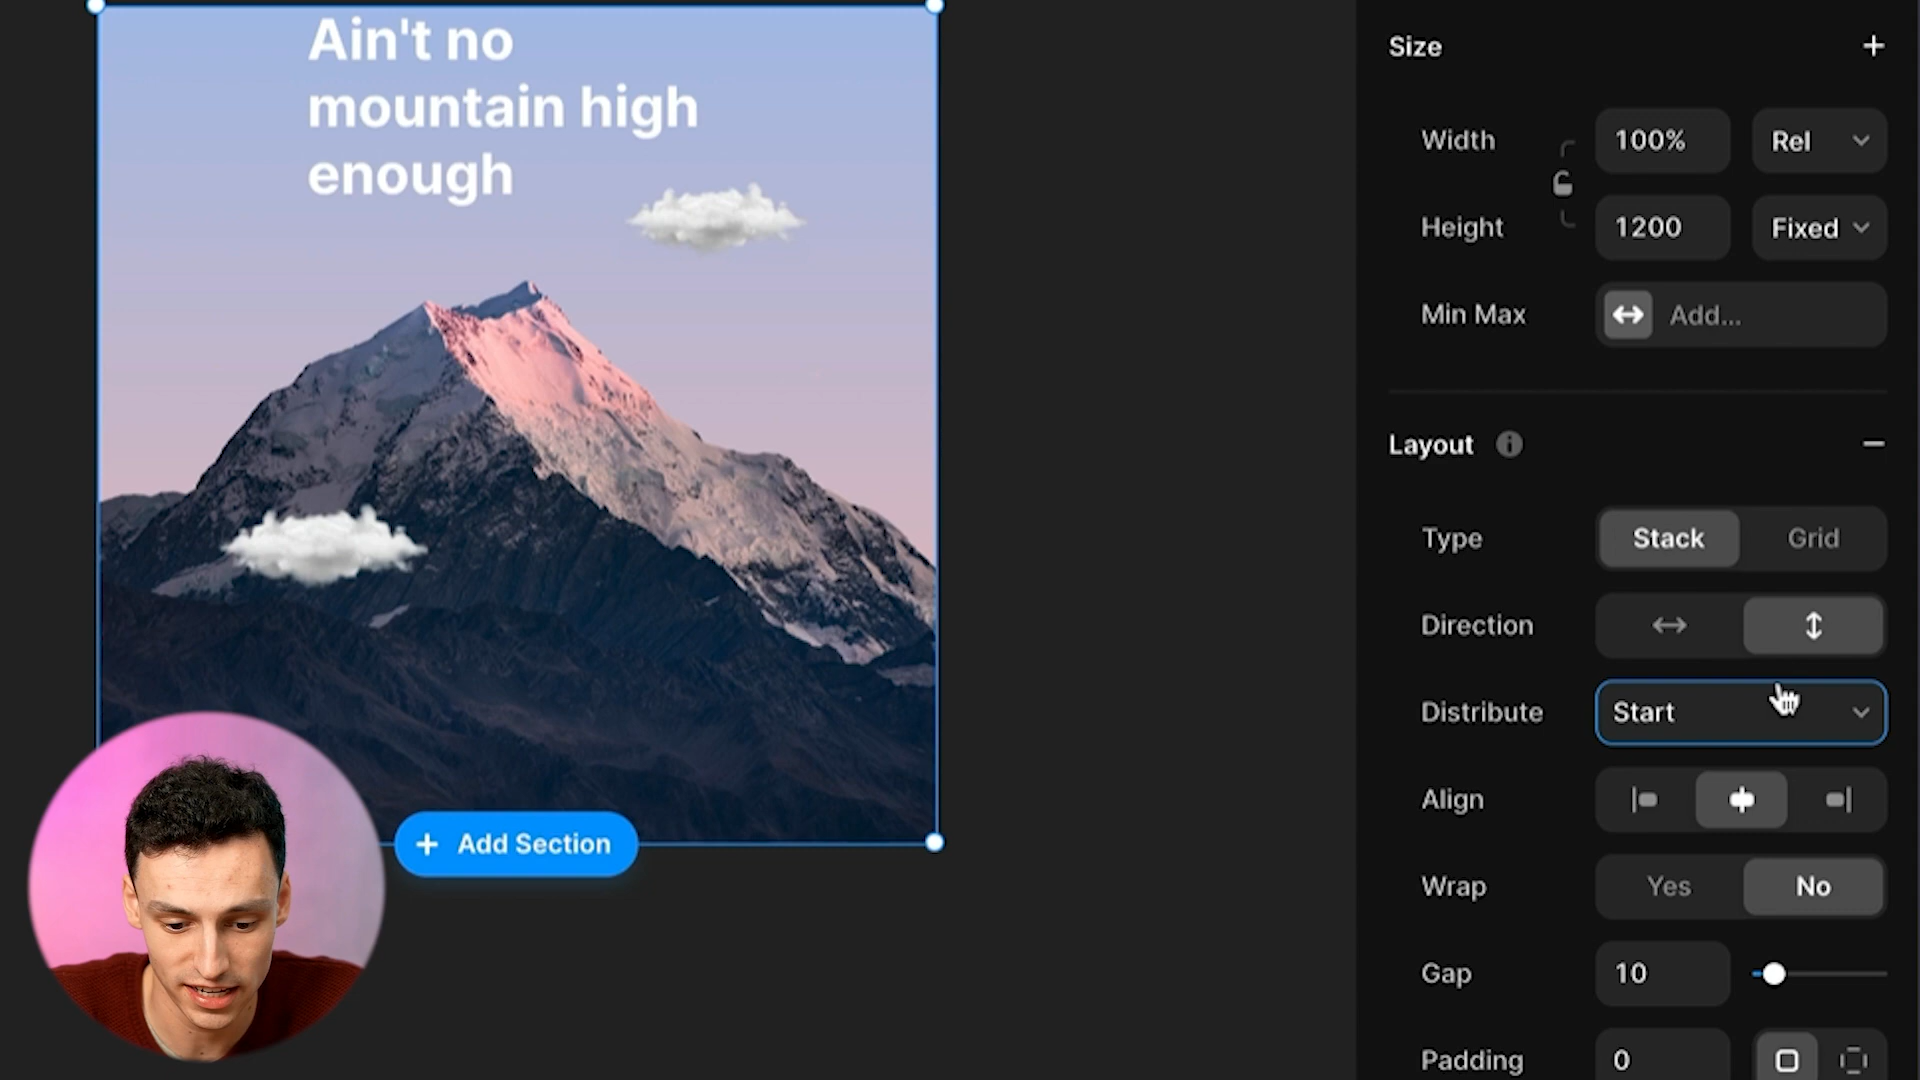 Ain't no
mountain high
enough
Add Section
Size
Width 100% Rel
Height 1200 Fixed
Min Max Add...
Layout
Type Stack Grid
Direction
Distribute Start
Align
Wrap Yes No
Gap 10
Padding 0